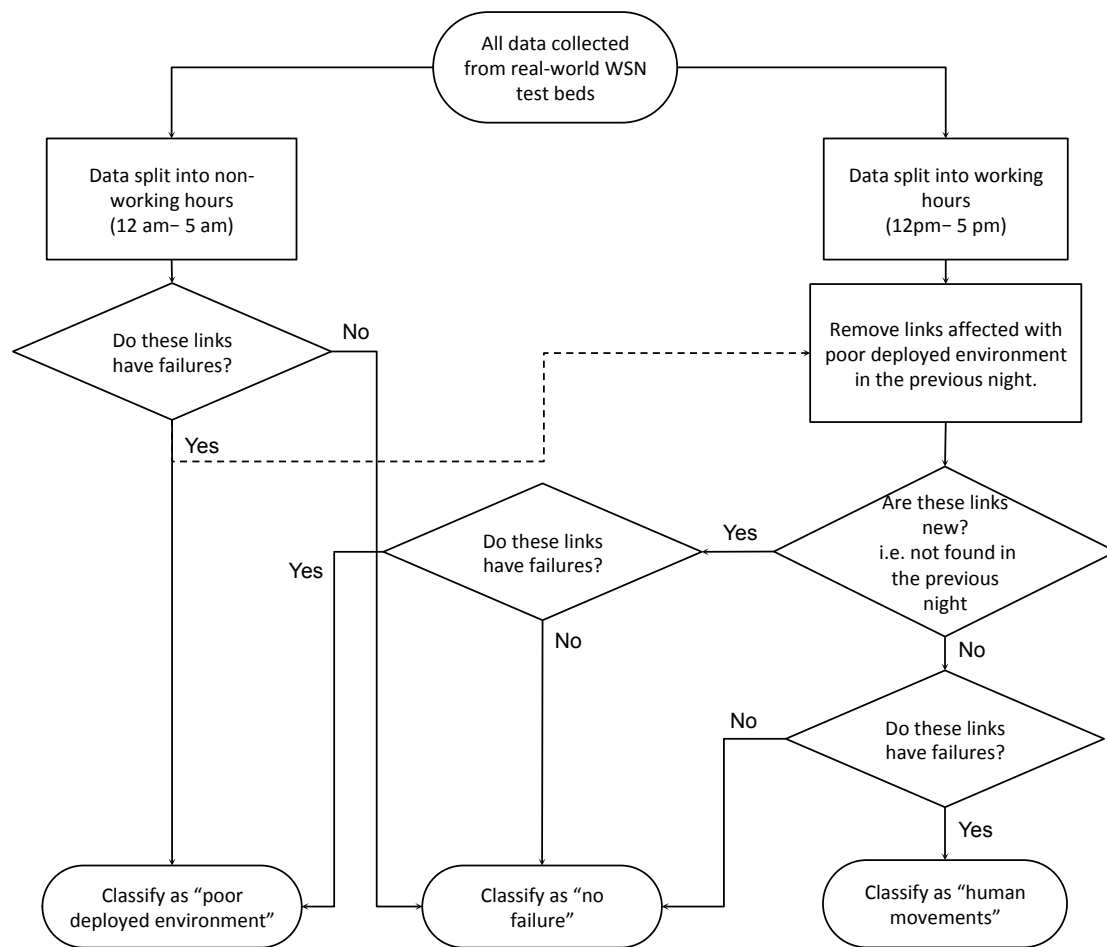 All data collected
from real-world WSN
test beds
Data split into non-
working hours
(12 am− 5 am)
Data split into working
hours
(12pm− 5 pm)
Do these links
have failures?
No
Yes
Remove links affected with
poor deployed environment
in the previous night.
Are these links
new?
i.e. not found in
the previous
night
Yes
Do these links
have failures?
Yes
No
No
Do these links
have failures?
No
Yes
Classify as “poor
deployed environment”
Classify as “no
failure”
Classify as “human
movements”